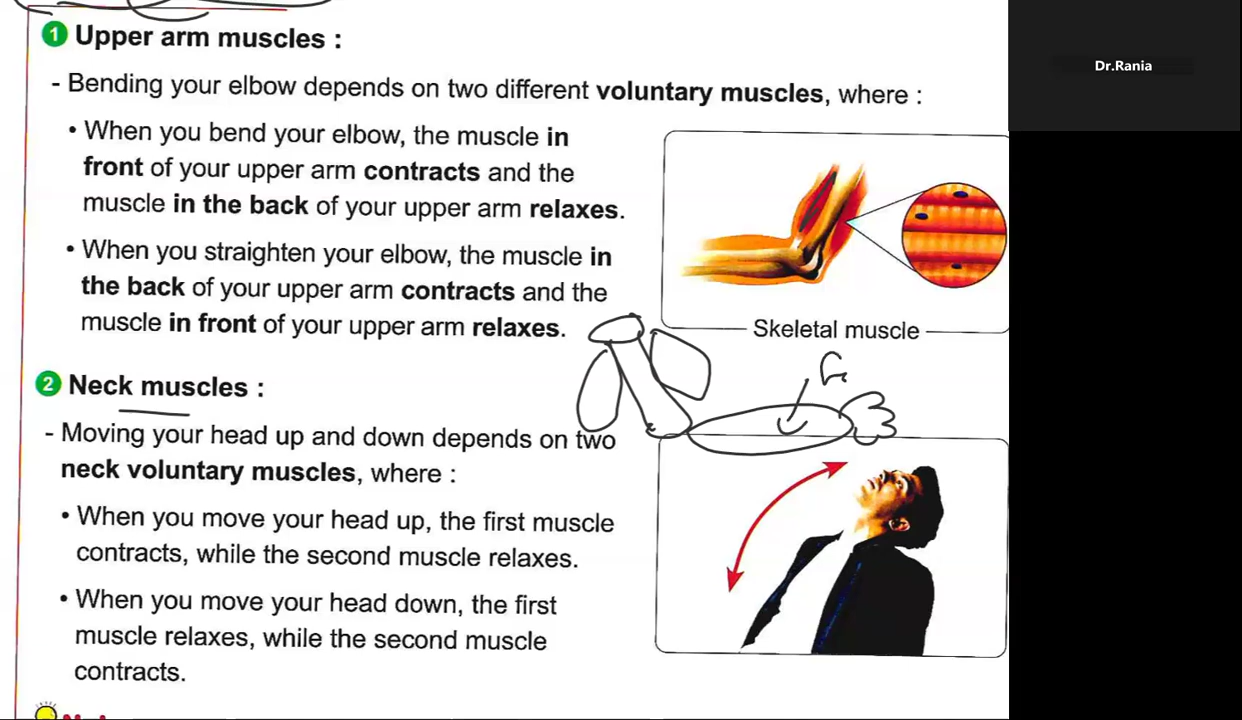 1 Upper arm muscles :
- Bending your elbow depends on two different voluntary muscles, where :
• When you bend your elbow, the muscle in
front of your upper arm contracts and the
muscle in the back of your upper arm relaxes.
• When you straighten your elbow, the muscle in
the back of your upper arm contracts and the
muscle in front of your upper arm relaxes.
Skeletal muscle
2 Neck muscles :
- Moving your head up and down depends on two
neck voluntary muscles, where :
• When you move your head up, the first muscle
contracts, while the second muscle relaxes.
• When you move your head down, the first
muscle relaxes, while the second muscle
contracts.
Dr.Rania